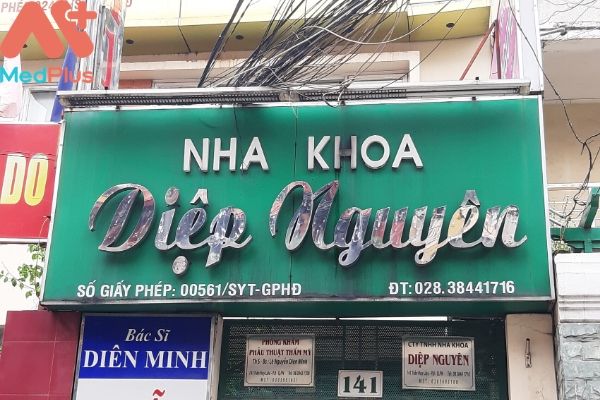 MedPlus
NHA KHOA
Diệp Nguyên
SỐ GIẤY PHÉP: 00561/SYT-GPHĐ
ĐT: 028.38441716
DO
Bác Sĩ
DIÊN MINH
PHÒNG KHÁM
PHẪU THUẬT THẨM MỸ
141
CTY TNHH NHA KHOA
DIỆP NGUYÊN